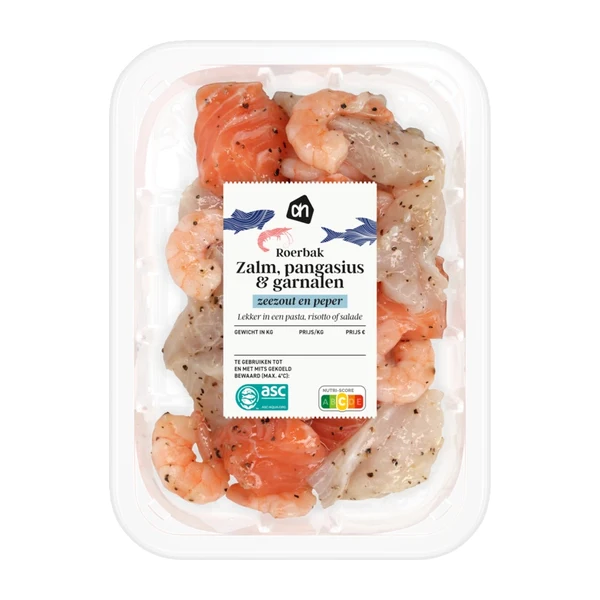 ah
Roerbak
Zalm, pangasius
& garnalen
zeezout en peper
Lekker in een pasta, risotto of salade
GEWICHT IN KG PRIJS/KG PRIJS €
TE GEBRUIKEN TOT
EN MET MITS GEKOELD
BEWAARD (MAX. 4°C):
asc
NUTRI-SCORE
A B C D E